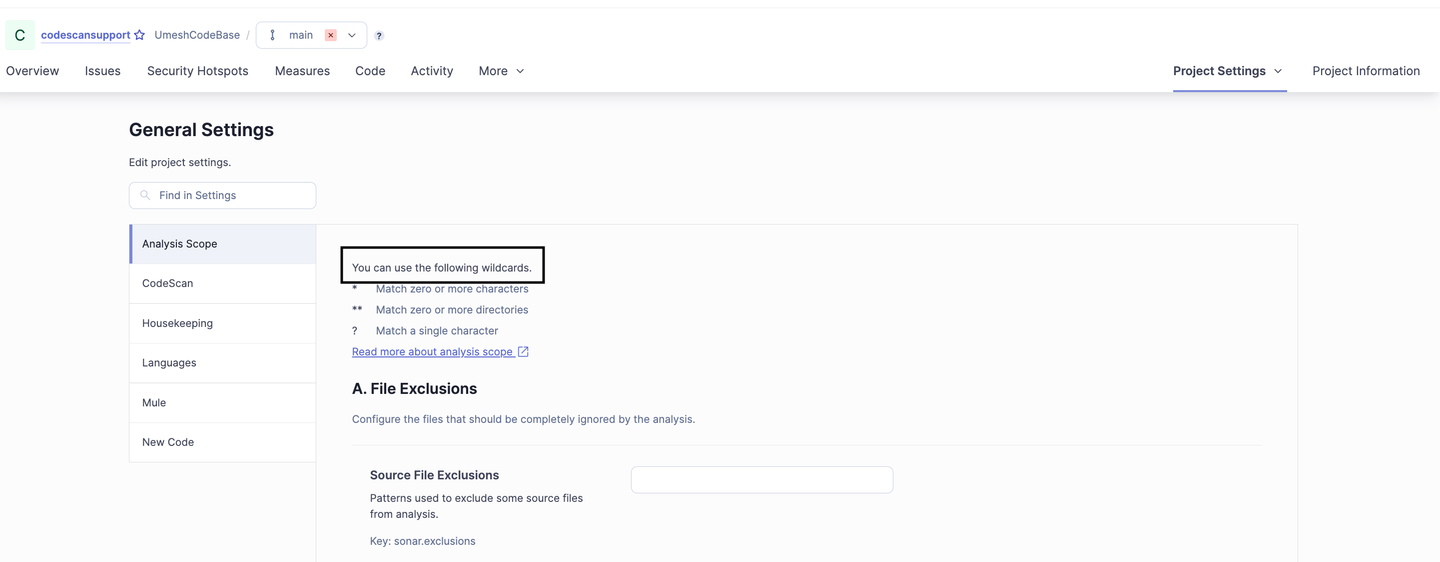 C codescansupport UmeshCodeBase / main ?
Overview Issues Security Hotspots Measures Code Activity More Project Settings Project Information
General Settings
Edit project settings.
Find in Settings
Analysis Scope
CodeScan
Housekeeping
Languages
Mule
New Code
You can use the following wildcards.
* Match zero or more characters
** Match zero or more directories
? Match a single character
Read more about analysis scope
A. File Exclusions
Configure the files that should be completely ignored by the analysis.
Source File Exclusions
Patterns used to exclude some source files
from analysis.
Key: sonar.exclusions